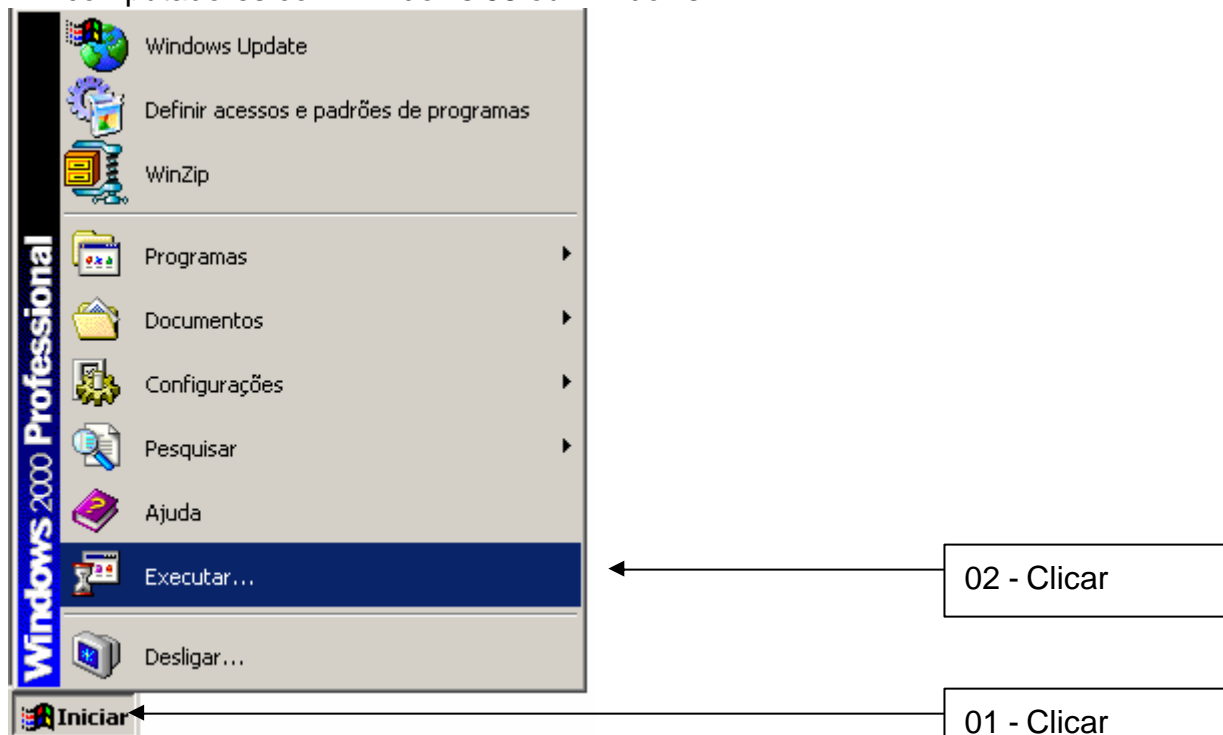 Windows Update
Definir acessos e padrões de programas
WinZip
Programas
Documentos
Configurações
Pesquisar
Ajuda
Executar...
Desligar...
Windows 2000 Professional
Iniciar
02 - Clicar
01 - Clicar